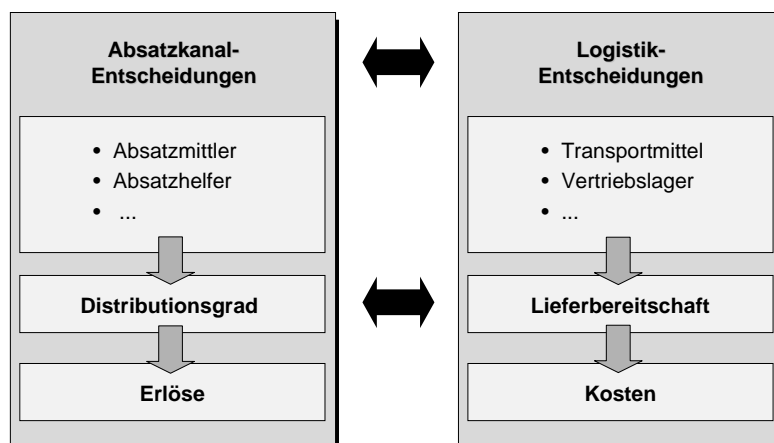 Absatzkanal-
Entscheidungen
• Absatzmittler
• Absatzhelfer
• ...
Distributionsgrad
Erlöse
Logistik-
Entscheidungen
• Transportmittel
• Vertriebslager
• ...
Lieferbereitschaft
Kosten